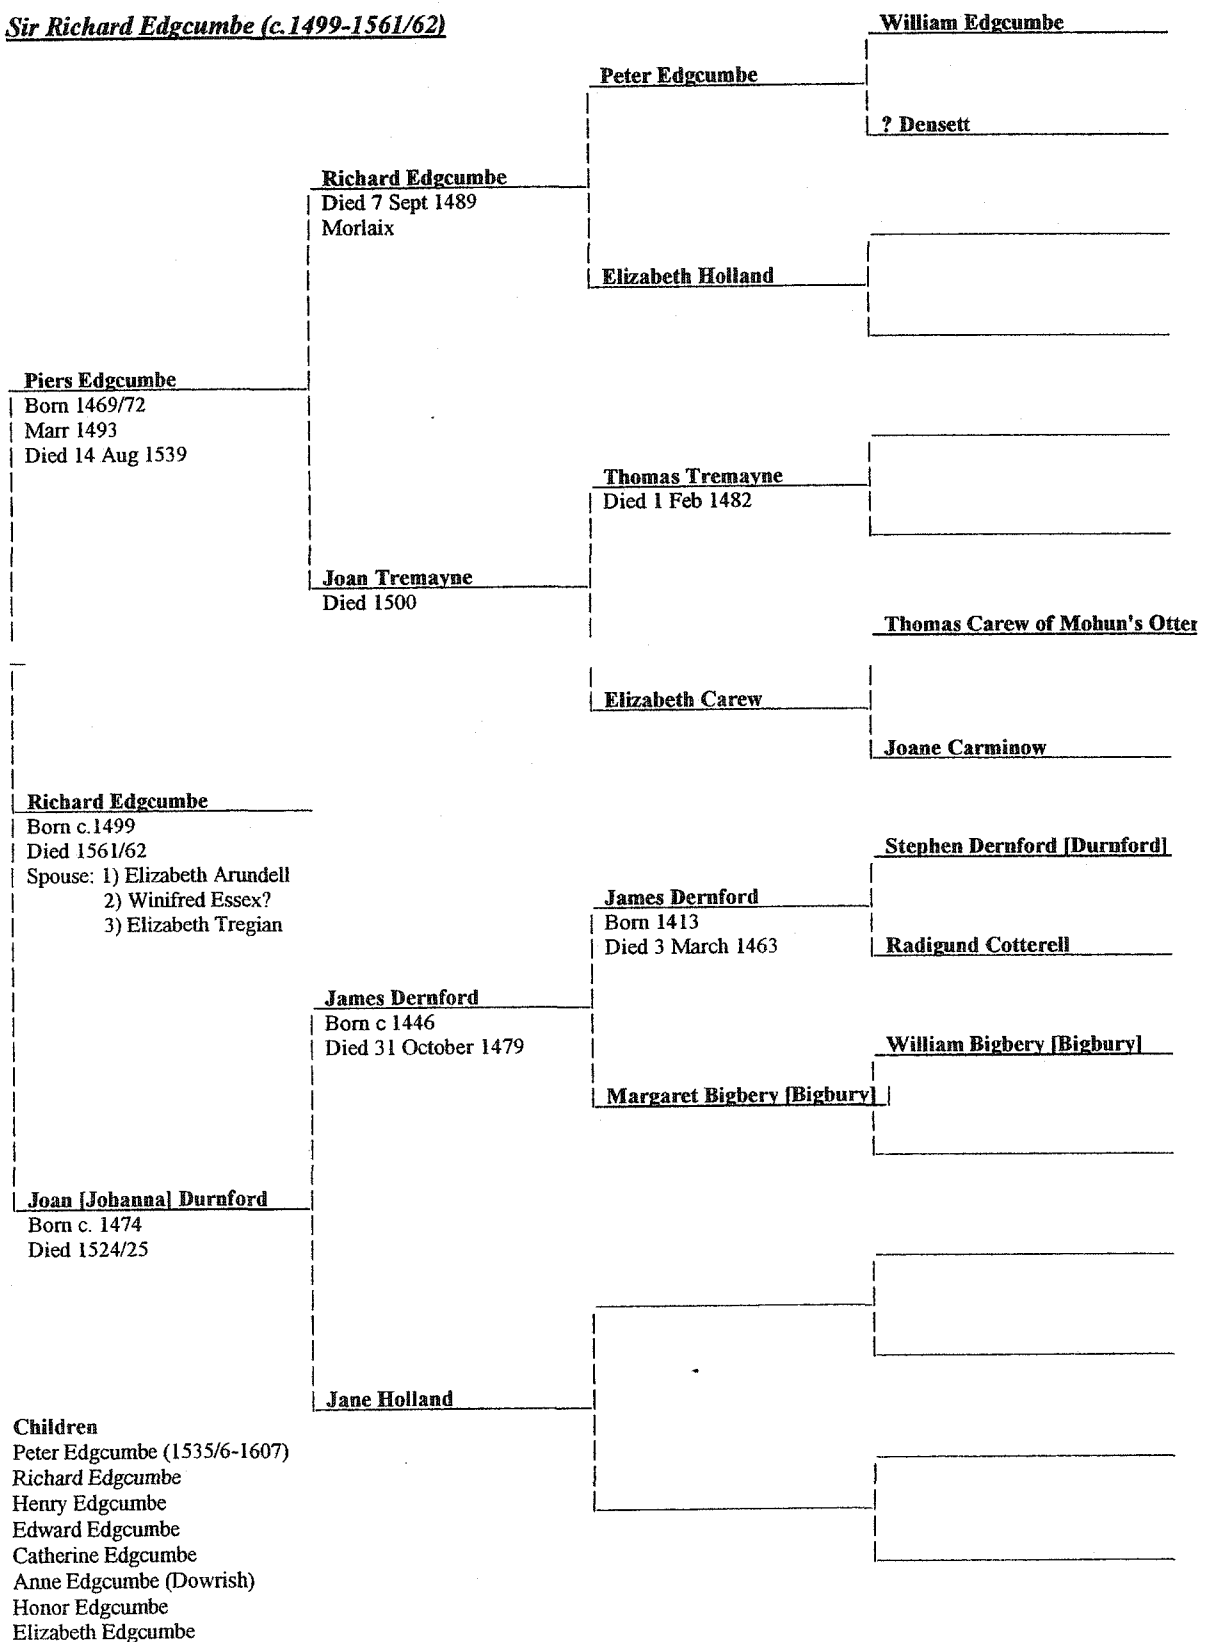 Sir Richard Edgcumbe (c.1499-1561/62)
William Edgcumbe
Peter Edgcumbe
? Densett
Richard Edgcumbe
Died 7 Sept 1489
Morlaix
Elizabeth Holland
Piers Edgcumbe
Born 1469/72
Marr 1493
Died 14 Aug 1539
Thomas Tremayne
Died 1 Feb 1482
Joan Tremayne
Died 1500
Thomas Carew of Mohun's Otter
Elizabeth Carew
Joane Carminow
Richard Edgcumbe
Born c.1499
Died 1561/62
Spouse: 1) Elizabeth Arundell
2) Winifred Essex?
3) Elizabeth Tregian
Stephen Dernford [Durnford]
James Dernford
Born 1413
Died 3 March 1463
Radigund Cotterell
James Dernford
Born c 1446
Died 31 October 1479
William Bigbery [Bigbury]
Margaret Bigbery [Bigbury]
Joan [Johanna] Durnford
Born c. 1474
Died 1524/25
Jane Holland
Children
Peter Edgcumbe (1535/6-1607)
Richard Edgcumbe
Henry Edgcumbe
Edward Edgcumbe
Catherine Edgcumbe
Anne Edgcumbe (Dowrish)
Honor Edgcumbe
Elizabeth Edgcumbe